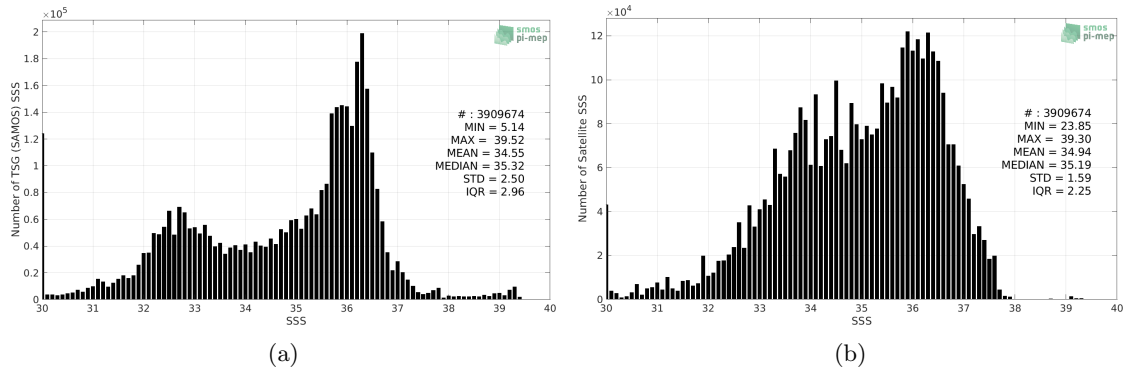 ×10⁵
2
1.8
1.6
1.4
1.2
1
0.8
0.6
0.4
0.2
0
Number of TSG (SAMOS) SSS
smos
pi-mep
# : 3909674
MIN = 5.14
MAX = 39.52
MEAN = 34.55
MEDIAN = 35.32
STD = 2.50
IQR = 2.96
30 31 32 33 34 35 36 37 38 39 40
SSS
(a)
×10⁴
12
10
8
6
4
2
0
Number of Satellite SSS
smos
pi-mep
# : 3909674
MIN = 23.85
MAX = 39.30
MEAN = 34.94
MEDIAN = 35.19
STD = 1.59
IQR = 2.25
30 31 32 33 34 35 36 37 38 39 40
SSS
(b)